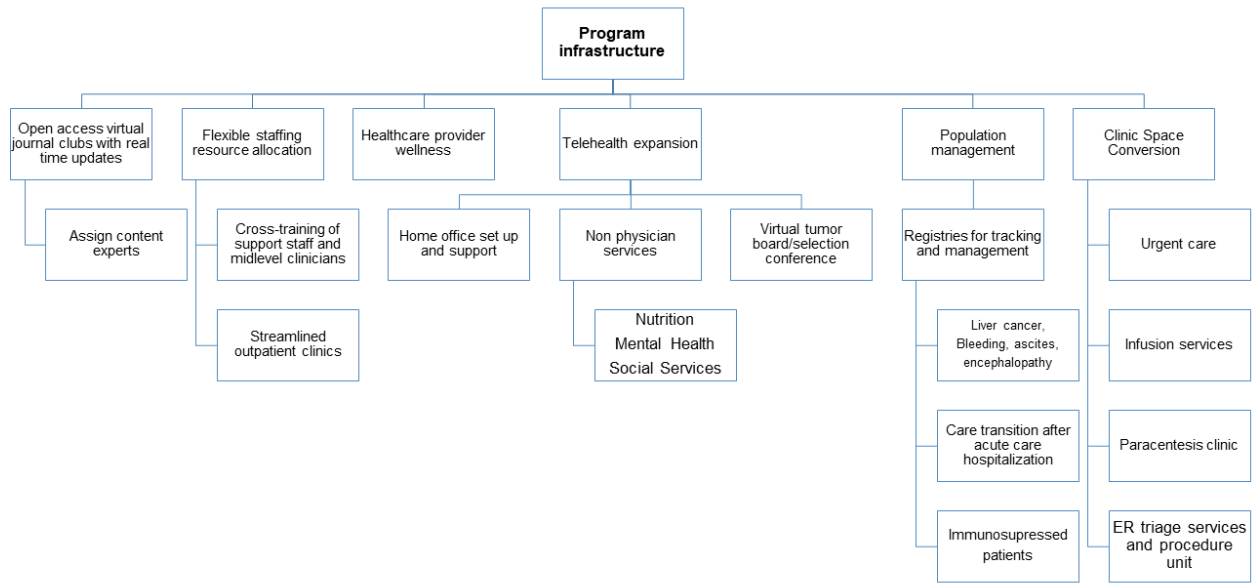 Program
infrastructure
Open access virtual
journal clubs with real
time updates
Flexible staffing
resource allocation
Healthcare provider
wellness
Telehealth expansion
Population
management
Clinic Space
Conversion
Assign content
experts
Cross-training of
support staff and
midlevel clinicians
Home office set up
and support
Non physician
services
Virtual tumor
board/selection
conference
Registries for tracking
and management
Urgent care
Streamlined
outpatient clinics
Nutrition
Mental Health
Social Services
Liver cancer,
Bleeding, ascites,
encephalopathy
Infusion services
Care transition after
acute care
hospitalization
Paracentesis clinic
Immunosupressed
patients
ER triage services
and procedure
unit